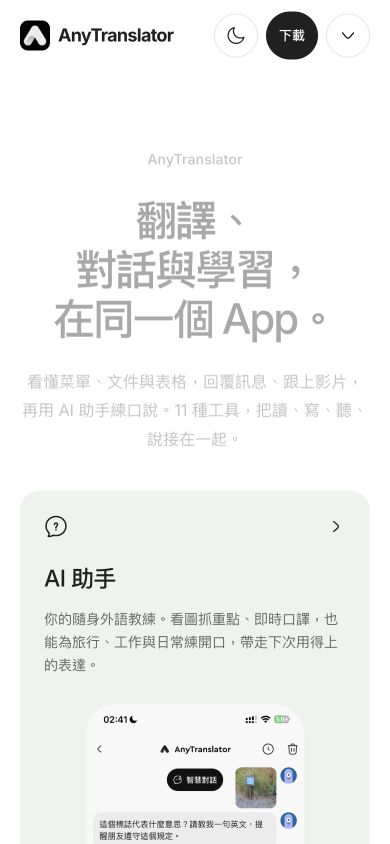 AnyTranslator
下載
AnyTranslator
翻譯、
對話與學習，
在同一個 App。
看懂菜單、文件與表格，回覆訊息、跟上影片，
再用 AI 助手練口說。11 種工具，把讀、寫、聽、
說接在一起。
AI 助手
你的隨身外語教練。看圖抓重點、即時口譯，也
能為旅行、工作與日常練開口，帶走下次用得上
的表達。
02:41
AnyTranslator
智慧對話
這個標誌代表什麼意思？請教我一句英文，提
醒朋友遵守這個規定。